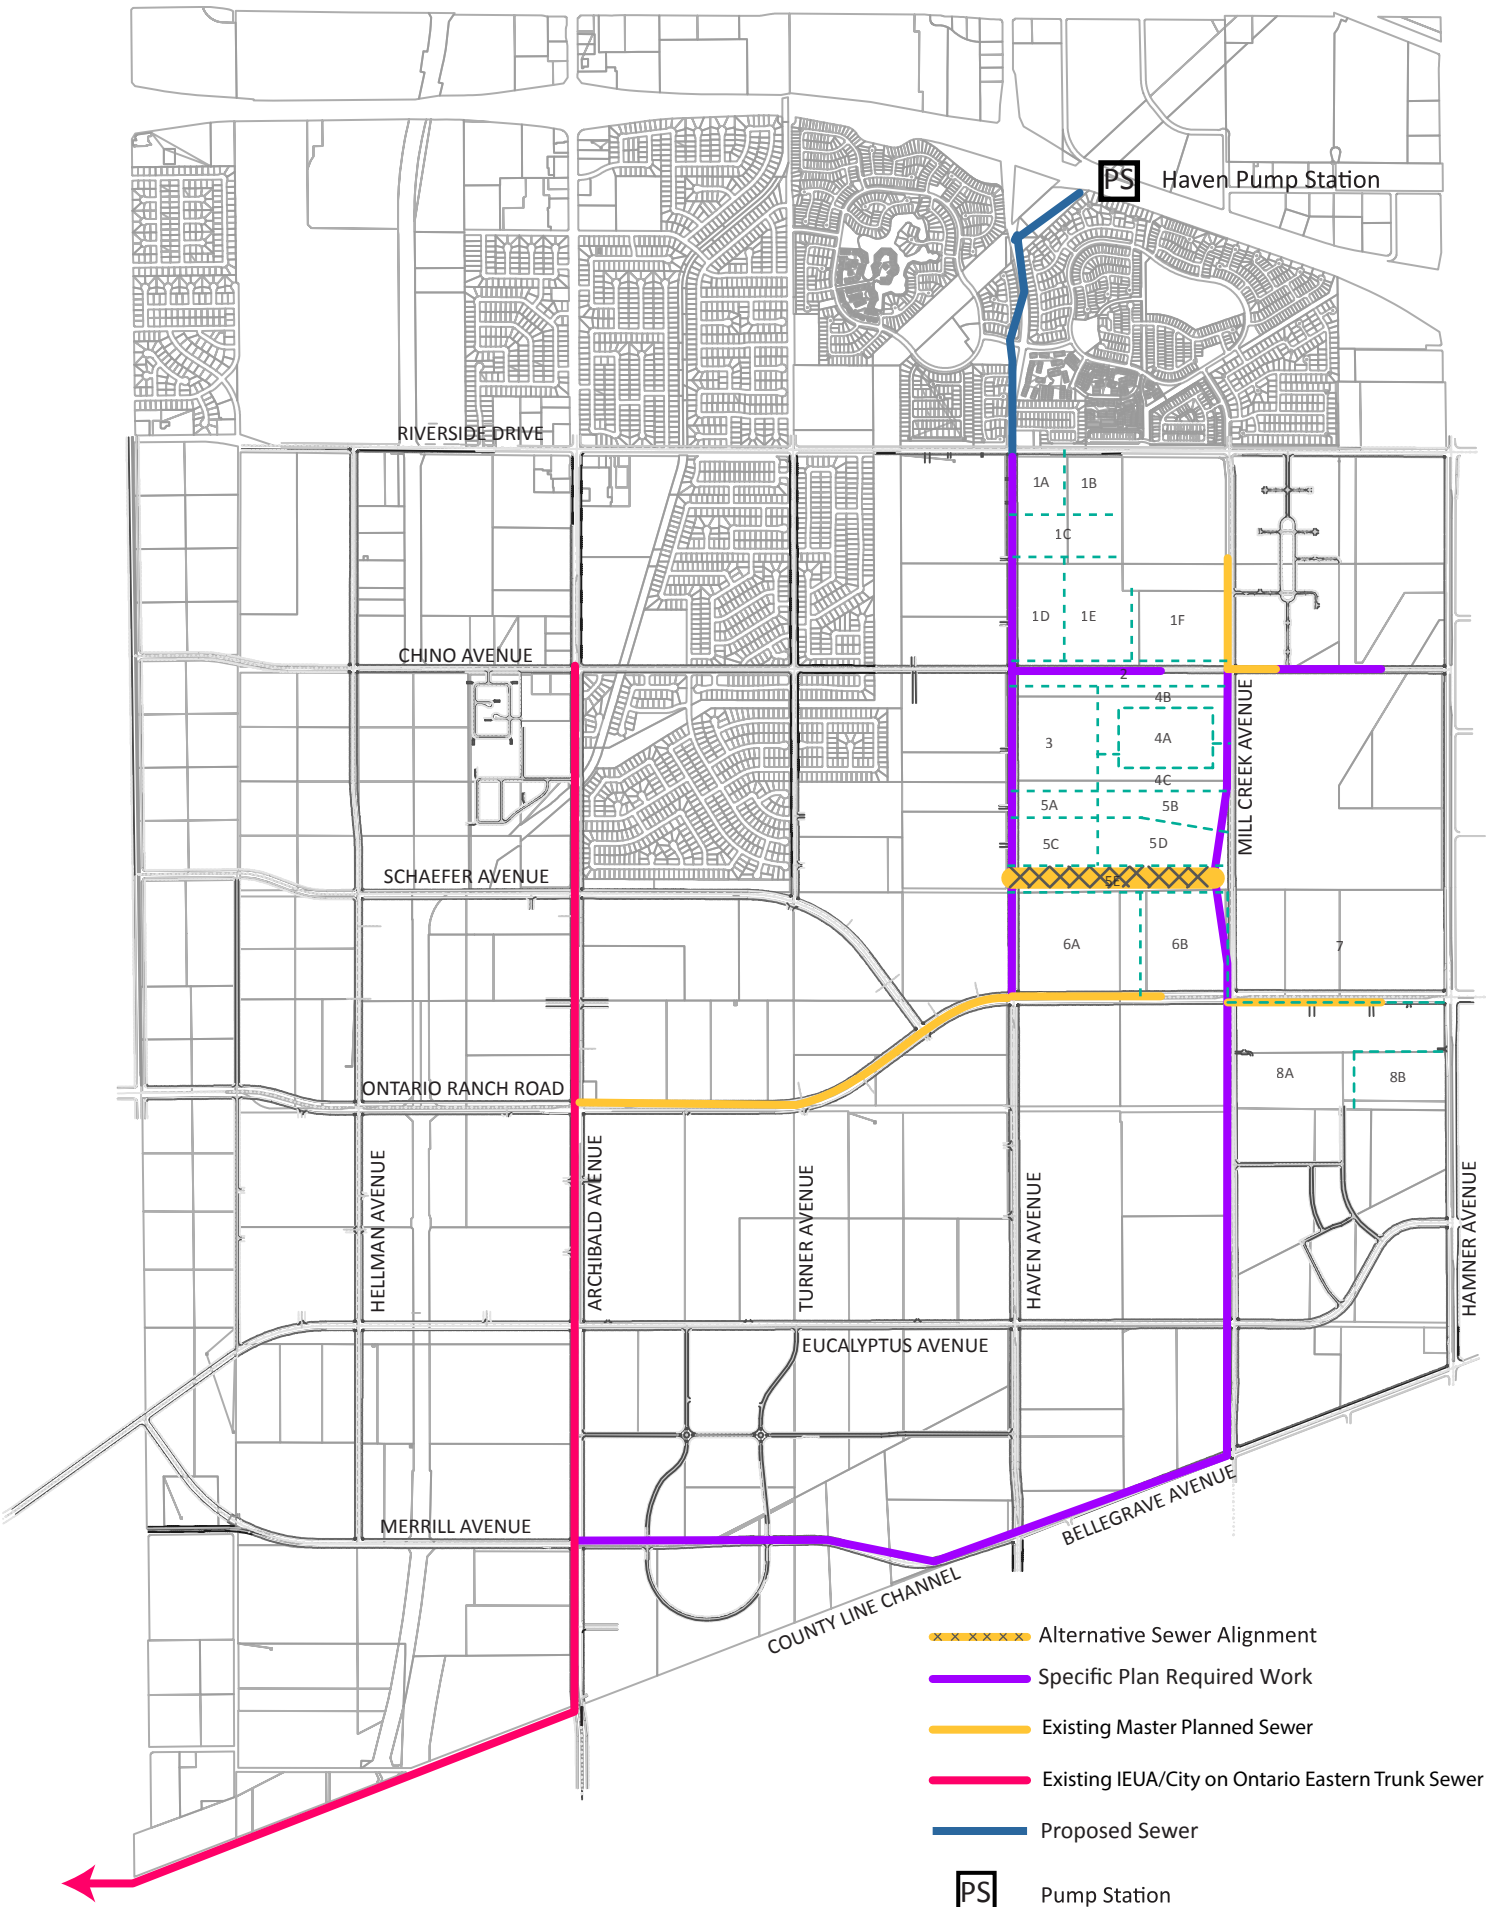 PS Haven Pump Station
RIVERSIDE DRIVE
1A
1B
1C
1D
1E
1F
CHINO AVENUE
2
4B
3
4A
MILL CREEK AVENUE
4C
5A
5B
5C
5D
SCHAEFER AVENUE
5E
6A
6B
7
ONTARIO RANCH ROAD
8A
8B
HELLMAN AVENUE
ARCHIBALD AVENUE
TURNER AVENUE
HAVEN AVENUE
HAMNER AVENUE
EUCALYPTUS AVENUE
MERRILL AVENUE
BELLEGRAVE AVENUE
COUNTY LINE CHANNEL
Alternative Sewer Alignment
Specific Plan Required Work
Existing Master Planned Sewer
Existing IEUA/City on Ontario Eastern Trunk Sewer
Proposed Sewer
PS Pump Station